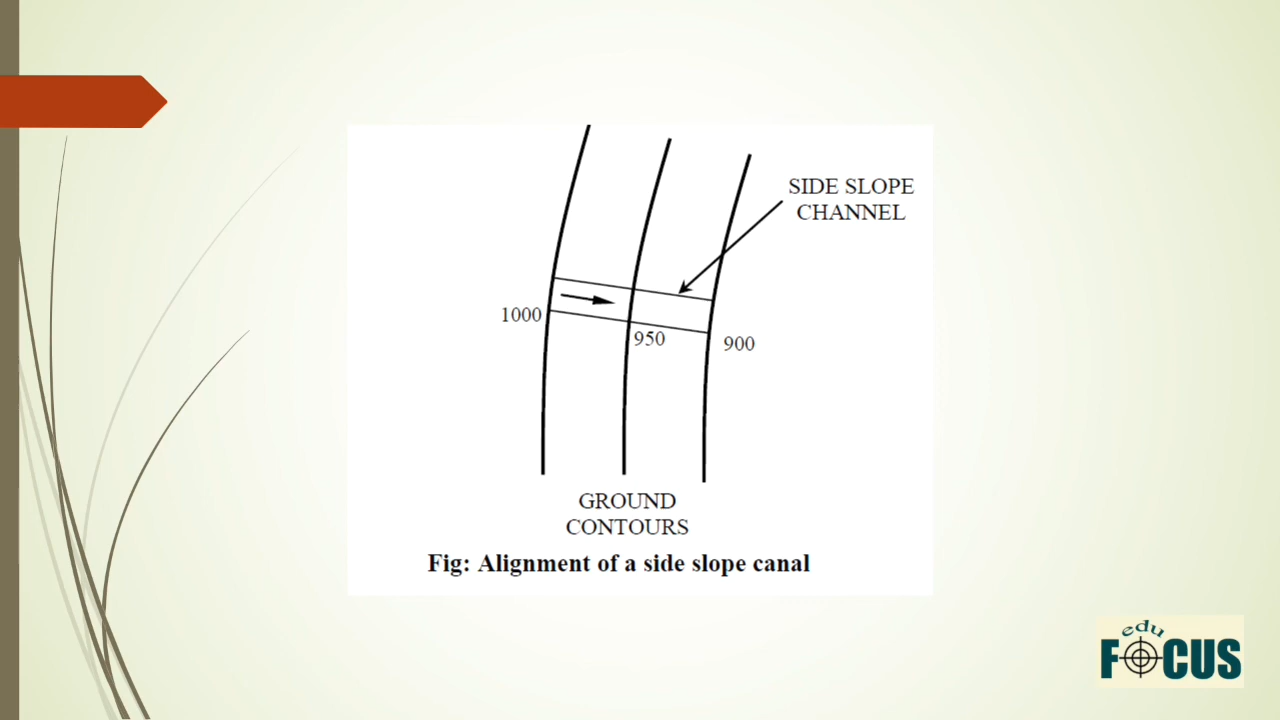 SIDE SLOPE
CHANNEL
1000
950
900
GROUND
CONTOURS
Fig: Alignment of a side slope canal
edu
FOCUS